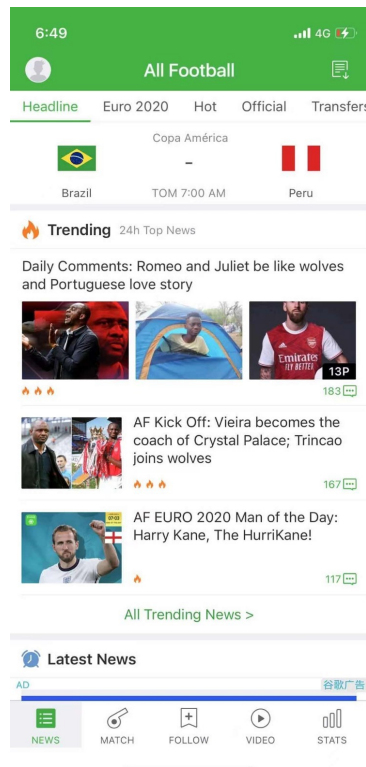 6:49
4G
All Football
Headline Euro 2020 Hot Official Transfers
Copa América
-
Brazil TOM 7:00 AM Peru
Trending 24h Top News
Daily Comments: Romeo and Juliet be like wolves
and Portuguese love story
Emirates
FLY BETTER
13P
183
AF Kick Off: Vieira becomes the
coach of Crystal Palace; Trincao
joins wolves
167
AF EURO 2020 Man of the Day:
Harry Kane, The HurriKane!
07/03
117
All Trending News >
Latest News
AD 谷歌广告
NEWS MATCH FOLLOW VIDEO STATS